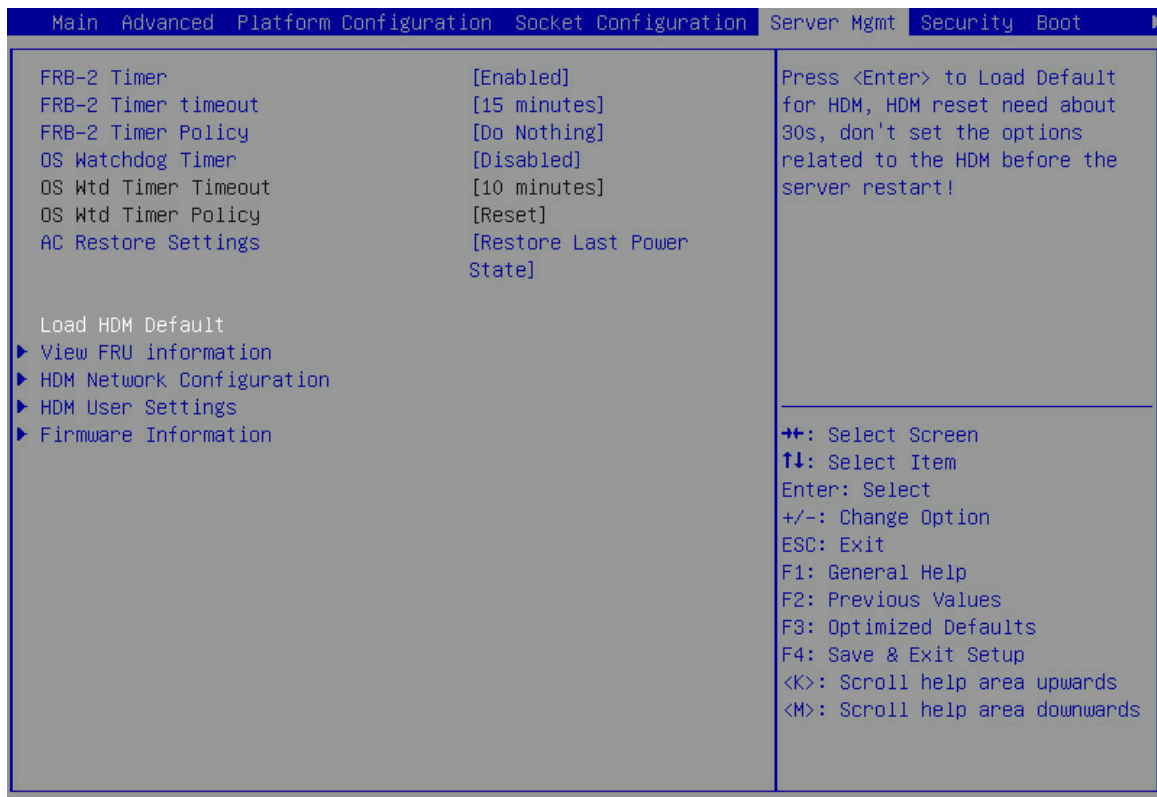 Main Advanced Platform Configuration Socket Configuration Server Mgmt Security Boot
FRB-2 Timer [Enabled]
FRB-2 Timer timeout [15 minutes]
FRB-2 Timer Policy [Do Nothing]
OS Watchdog Timer [Disabled]
OS Wtd Timer Timeout [10 minutes]
OS Wtd Timer Policy [Reset]
AC Restore Settings [Restore Last Power
State]
Load HDM Default
▶ View FRU information
▶ HDM Network Configuration
▶ HDM User Settings
▶ Firmware Information
Press <Enter> to Load Default
for HDM, HDM reset need about
30s, don't set the options
related to the HDM before the
server restart!
→←: Select Screen
↑↓: Select Item
Enter: Select
+/-: Change Option
ESC: Exit
F1: General Help
F2: Previous Values
F3: Optimized Defaults
F4: Save & Exit Setup
<K>: Scroll help area upwards
<M>: Scroll help area downwards